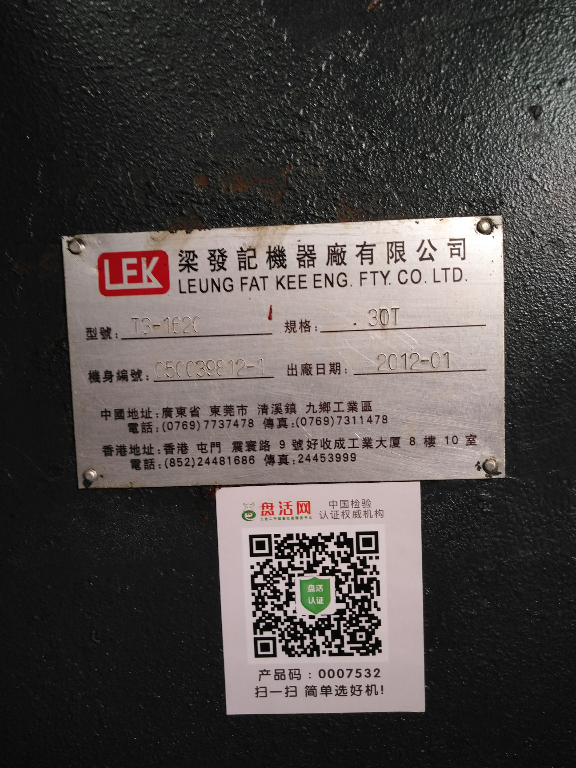 LFK 梁發記機器廠有限公司
LEUNG FAT KEE ENG. FTY. CO. LTD.
型號: 規格: 30T
機身編號: 出廠日期: 2012-01
中國地址:廣東省 東莞市 清溪鎮 九鄉工業區
電話:(0769)7737478 傳真:(0769)7311478
香港地址:香港 屯門 震寰路 9 號好收成工業大厦 8 樓 10 室
電話:(852)24481686 傳真:24453999
盘活网 中国检验
认证权威机构
盘活
认证
产品码:0007532
扫一扫 简单选好机!